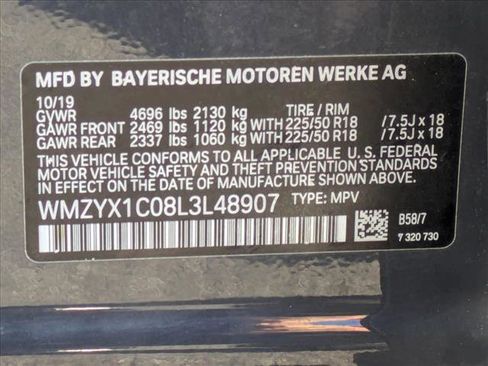 MFD BY BAYERISCHE MOTOREN WERKE AG
10/19
GVWR 4696 lbs 2130 kg TIRE / RIM
GAWR FRONT 2469 lbs 1120 kg WITH 225/50 R18 /7.5J x 18
GAWR REAR 2337 lbs 1060 kg WITH 225/50 R18 /7.5J x 18
THIS VEHICLE CONFORMS TO ALL APPLICABLE U. S. FEDERAL
MOTOR VEHICLE SAFETY AND THEFT PREVENTION STANDARDS
IN EFFECT ON THE DATE OF MANUFACTURE SHOWN ABOVE.
WMZYX1C08L3L48907 TYPE: MPV
B58/7
7 320 730